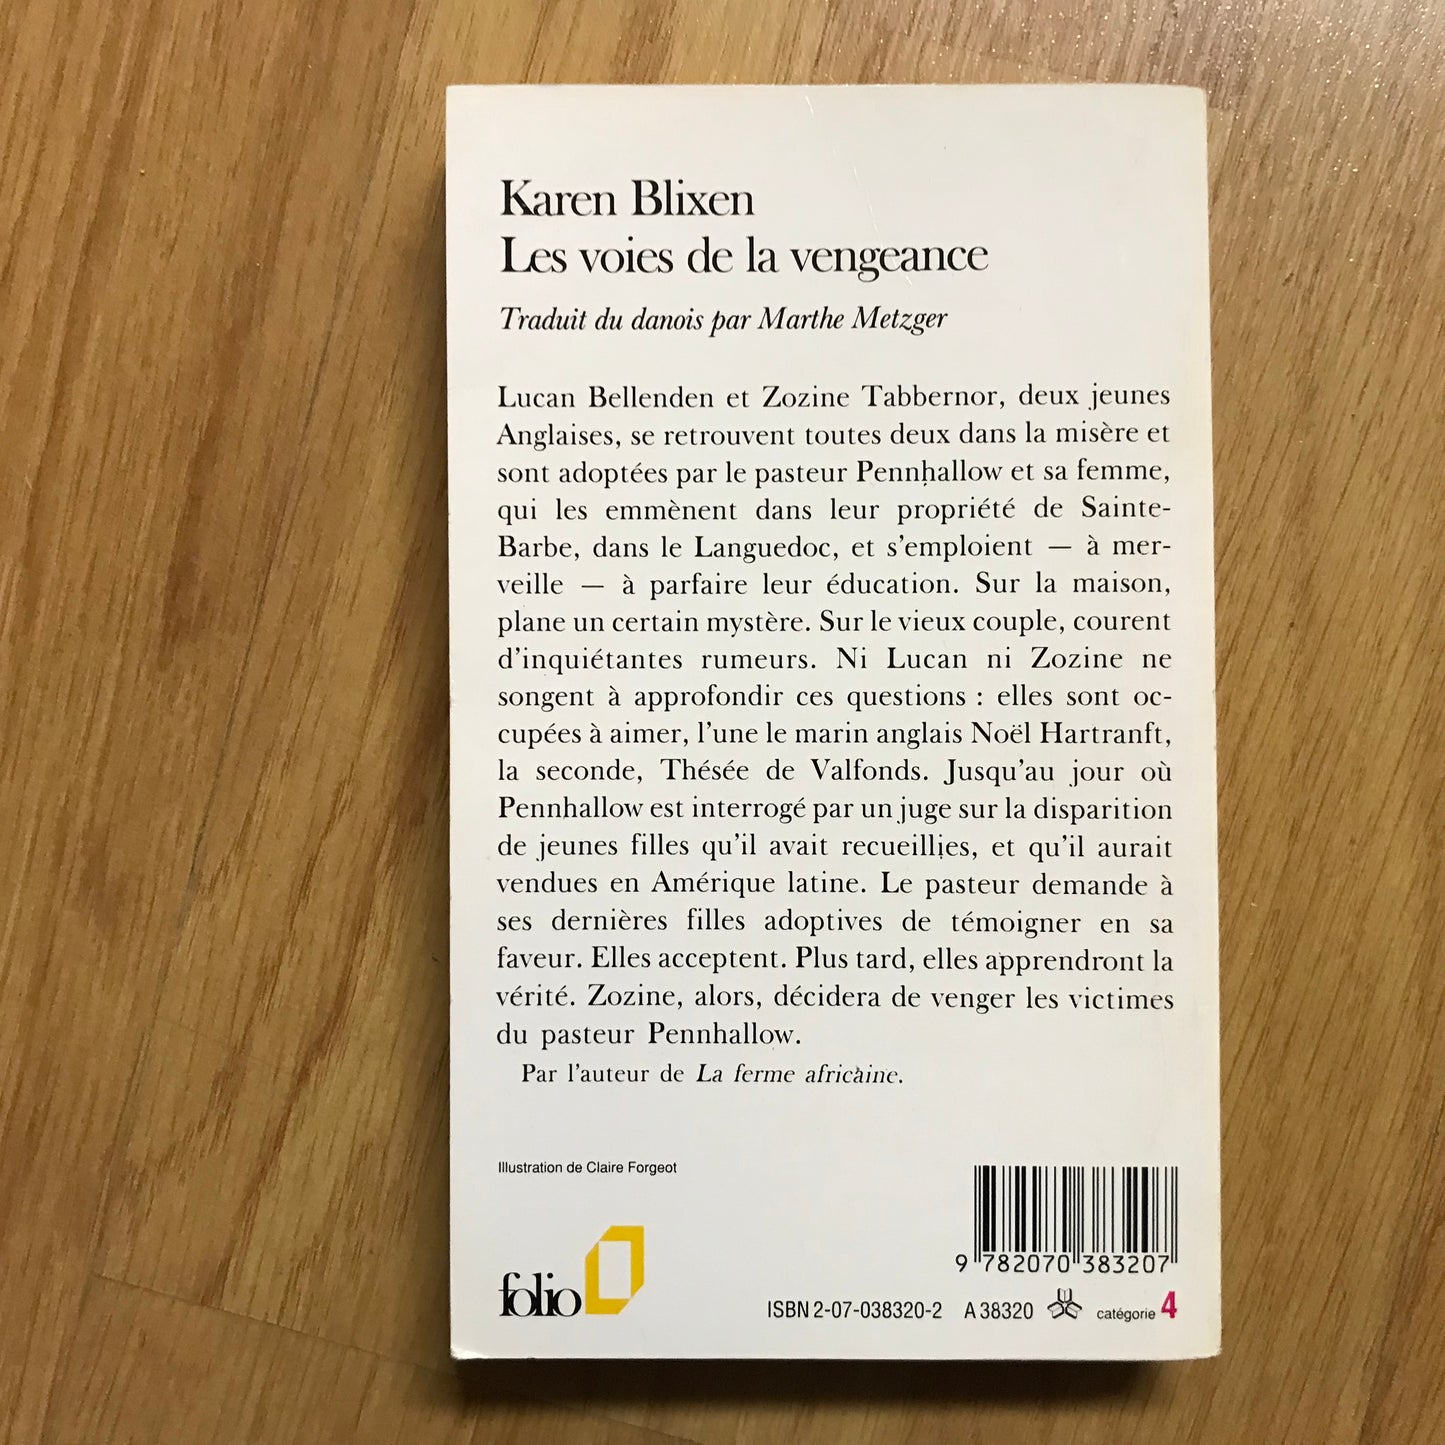 Karen Blixen
Les voies de la vengeance
Traduit du danois par Marthe Metzger
Lucan Bellenden et Zozine Tabbernor, deux jeunes
Anglaises, se retrouvent toutes deux dans la misère et
sont adoptées par le pasteur Pennhallow et sa femme,
qui les emmènent dans leur propriété de Sainte-
Barbe, dans le Languedoc, et s'emploient — à mer-
veille — à parfaire leur éducation. Sur la maison,
plane un certain mystère. Sur le vieux couple, courent
d'inquiétantes rumeurs. Ni Lucan ni Zozine ne
songent à approfondir ces questions : elles sont oc-
cupées à aimer, l'une le marin anglais Noël Hartranft,
la seconde, Thésée de Valfonds. Jusqu'au jour où
Pennhallow est interrogé par un juge sur la disparition
de jeunes filles qu'il avait recueillies, et qu'il aurait
vendues en Amérique latine. Le pasteur demande à
ses dernières filles adoptives de témoigner en sa
faveur. Elles acceptent. Plus tard, elles apprendront la
vérité. Zozine, alors, décidera de venger les victimes
du pasteur Pennhallow.
Par l'auteur de La ferme africaine.
Illustration de Claire Forgeot
9 782070 383207
folio
ISBN 2-07-038320-2 A 38320 catégorie 4